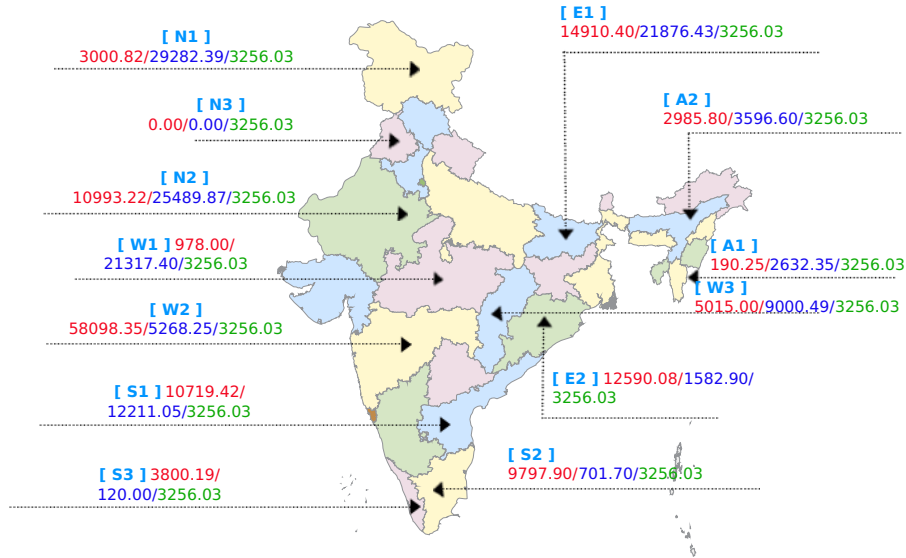 [ E1 ]
14910.40/21876.43/3256.03
[ N1 ]
3000.82/29282.39/3256.03
[ N3 ]
0.00/0.00/3256.03
[ A2 ]
2985.80/3596.60/3256.03
[ N2 ]
10993.22/25489.87/3256.03
[ W1 ] 978.00/
21317.40/3256.03
[ A1 ]
190.25/2632.35/3256.03
[ W3 ]
5015.00/9000.49/3256.03
[ W2 ]
58098.35/5268.25/3256.03
[ E2 ] 12590.08/1582.90/
3256.03
[ S1 ] 10719.42/
12211.05/3256.03
[ S2 ]
9797.90/701.70/3256.03
[ S3 ] 3800.19/
120.00/3256.03